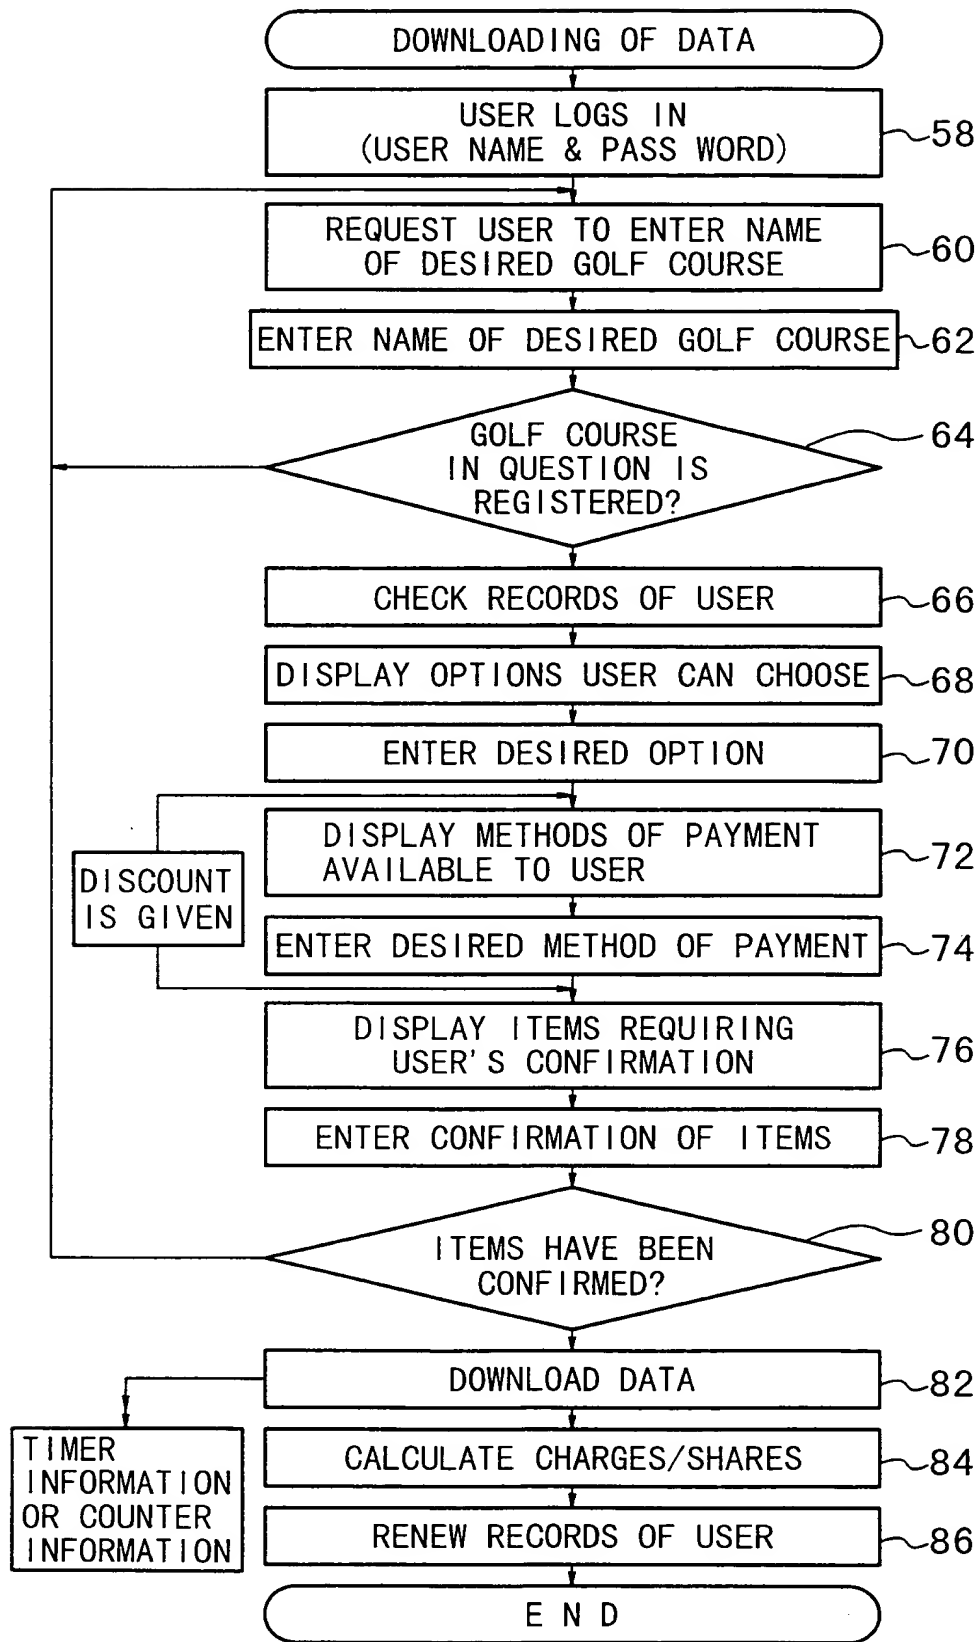 DOWNLOADING OF DATA
USER LOGS IN
(USER NAME & PASS WORD)
58
REQUEST USER TO ENTER NAME
OF DESIRED GOLF COURSE
60
ENTER NAME OF DESIRED GOLF COURSE
62
GOLF COURSE
IN QUESTION IS
REGISTERED?
64
CHECK RECORDS OF USER
66
DISPLAY OPTIONS USER CAN CHOOSE
68
ENTER DESIRED OPTION
70
DISPLAY METHODS OF PAYMENT
AVAILABLE TO USER
72
DISCOUNT
IS GIVEN
ENTER DESIRED METHOD OF PAYMENT
74
DISPLAY ITEMS REQUIRING
USER'S CONFIRMATION
76
ENTER CONFIRMATION OF ITEMS
78
ITEMS HAVE BEEN
CONFIRMED?
80
DOWNLOAD DATA
82
TIMER
INFORMATION
OR COUNTER
INFORMATION
CALCULATE CHARGES/SHARES
84
RENEW RECORDS OF USER
86
END